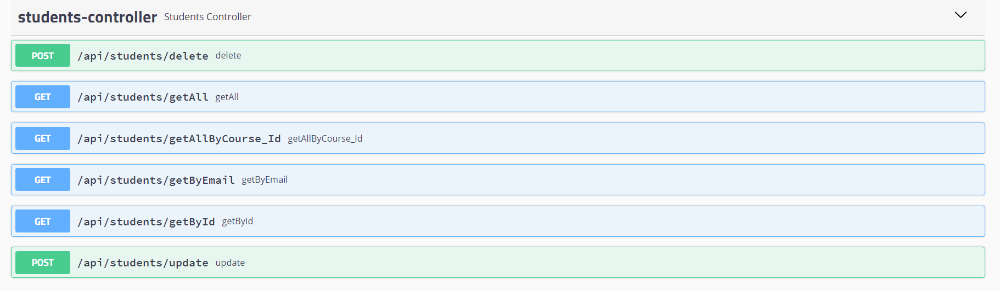 students-controller Students Controller
POST /api/students/delete delete
GET /api/students/getAll getAll
GET /api/students/getAllByCourse_Id getAllByCourse_Id
GET /api/students/getByEmail getByEmail
GET /api/students/getById getById
POST /api/students/update update